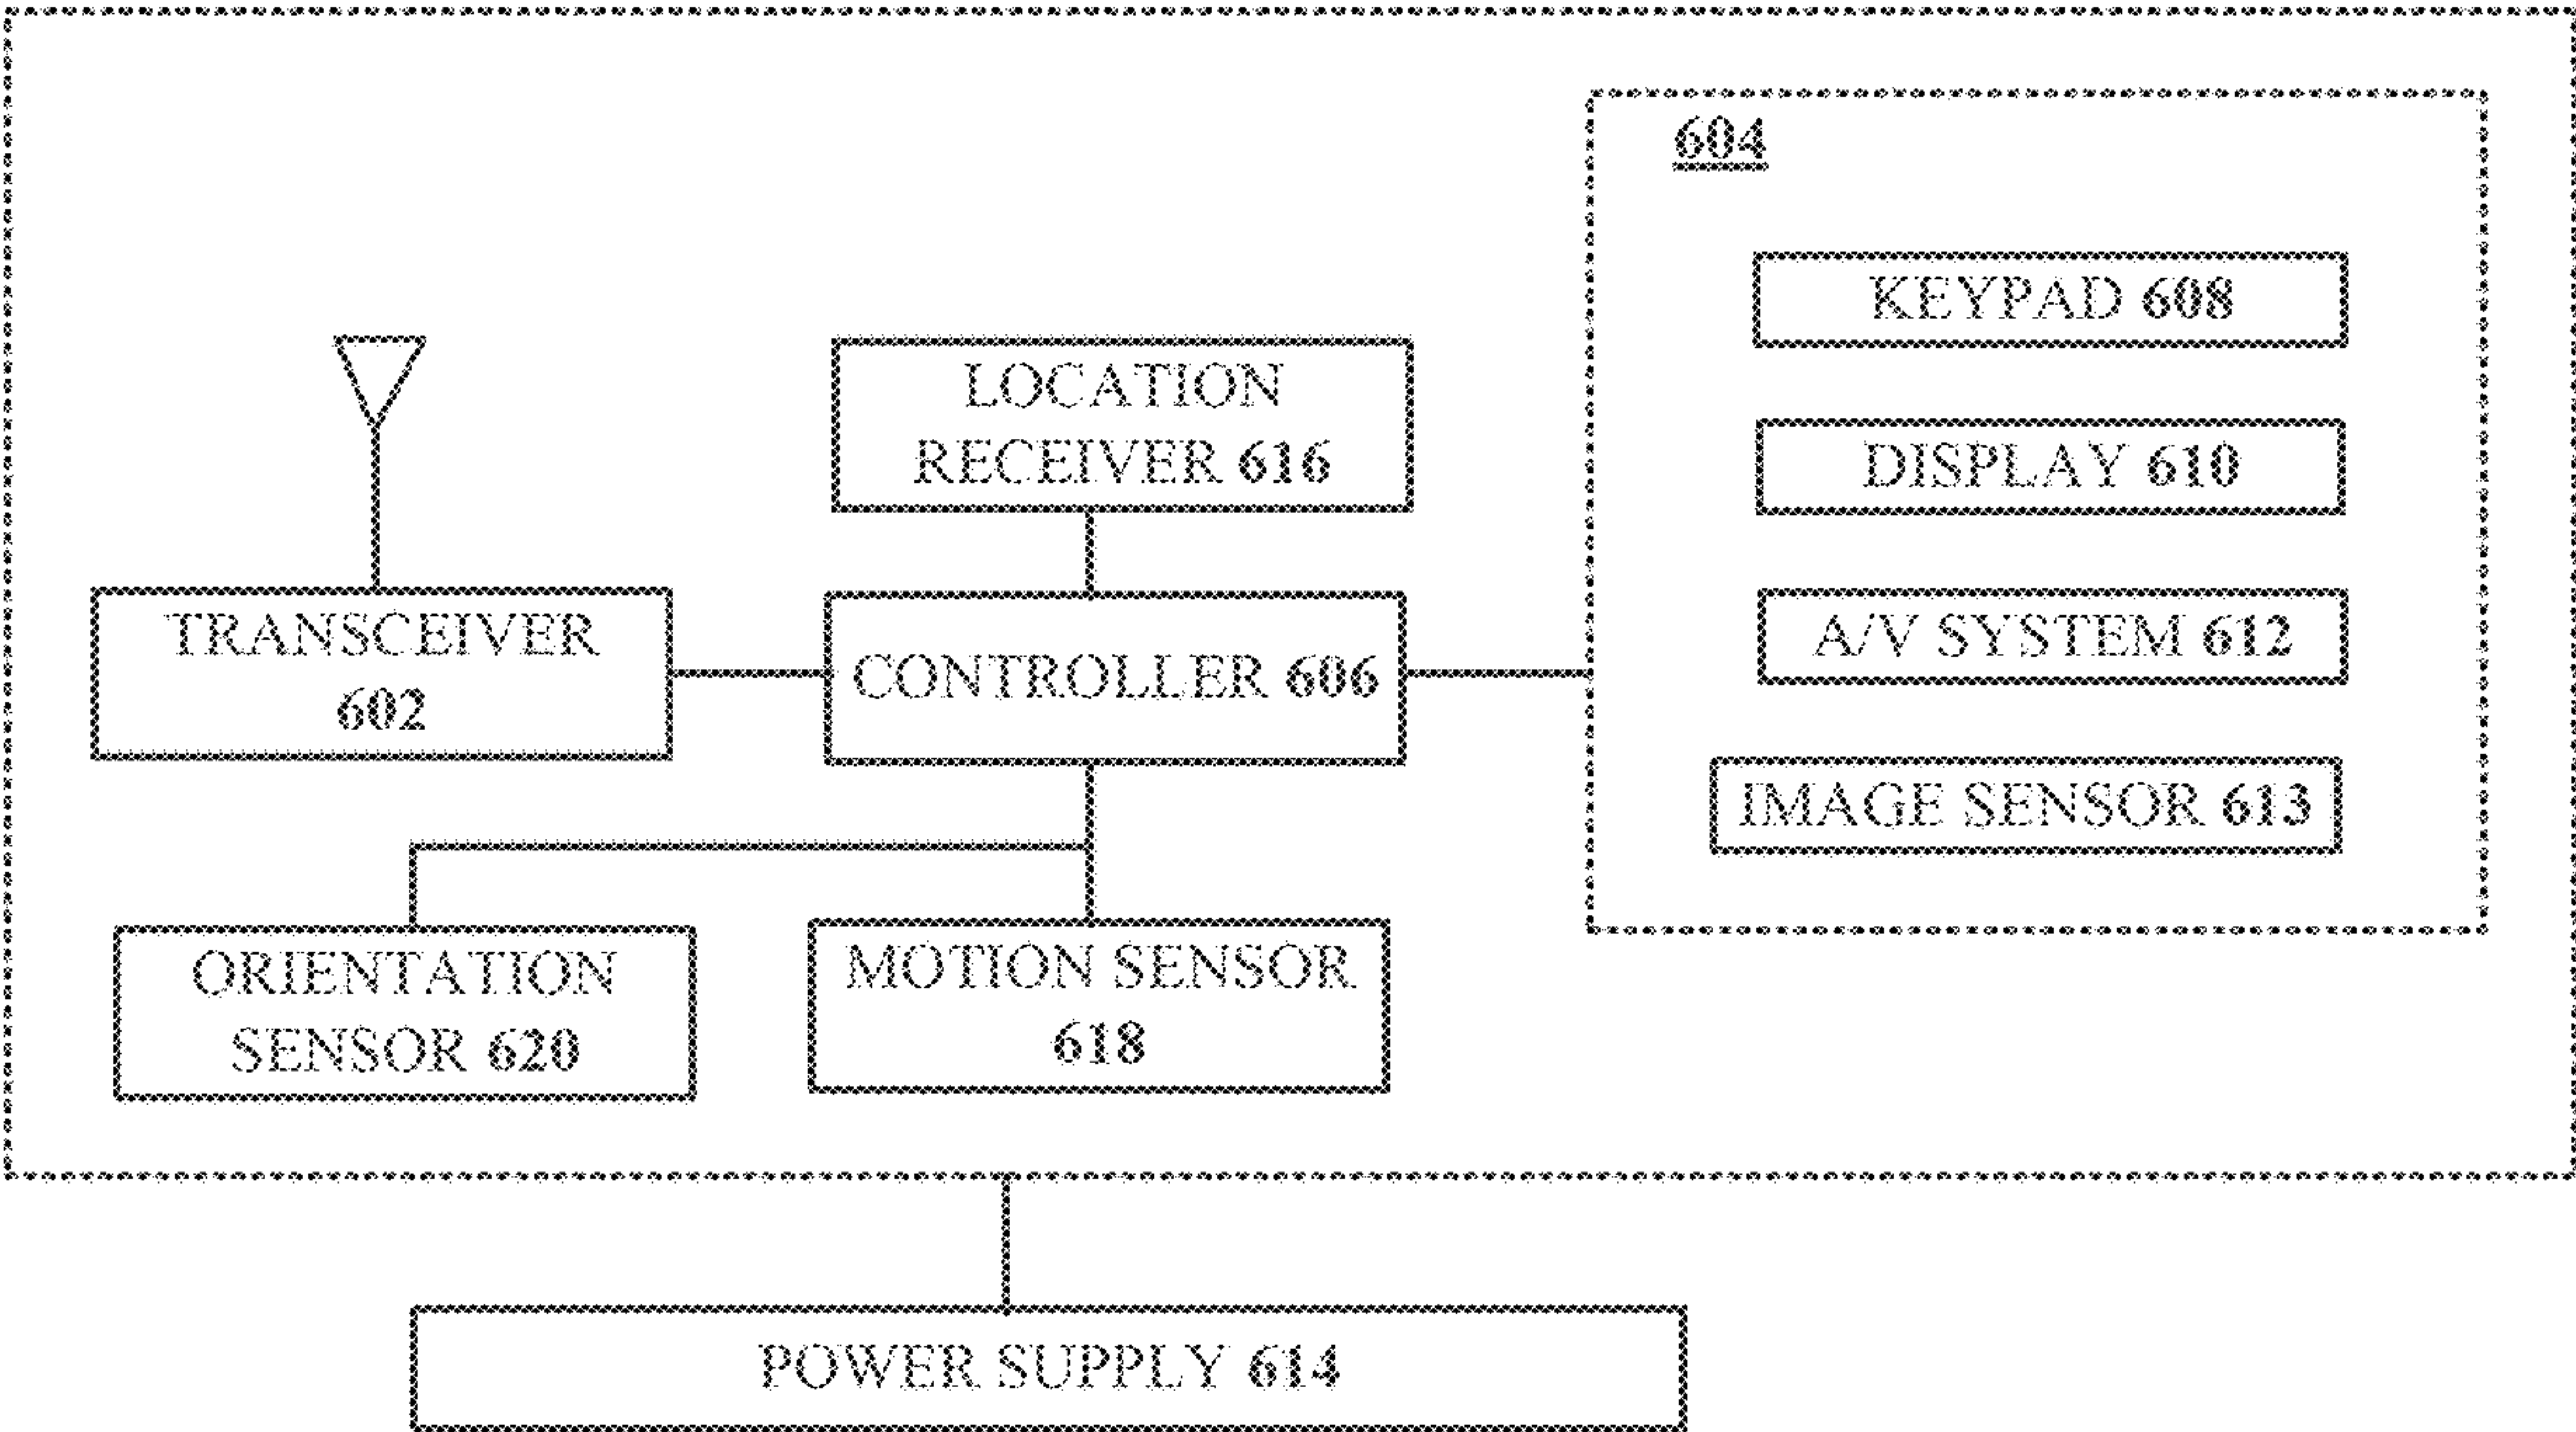 604
KEYPAD 608
LOCATION
RECEIVER 616
DISPLAY 610
TRANSCEIVER
602
CONTROLLER 606
A/V SYSTEM 612
IMAGE SENSOR 613
ORIENTATION
SENSOR 620
MOTION SENSOR
618
POWER SUPPLY 614